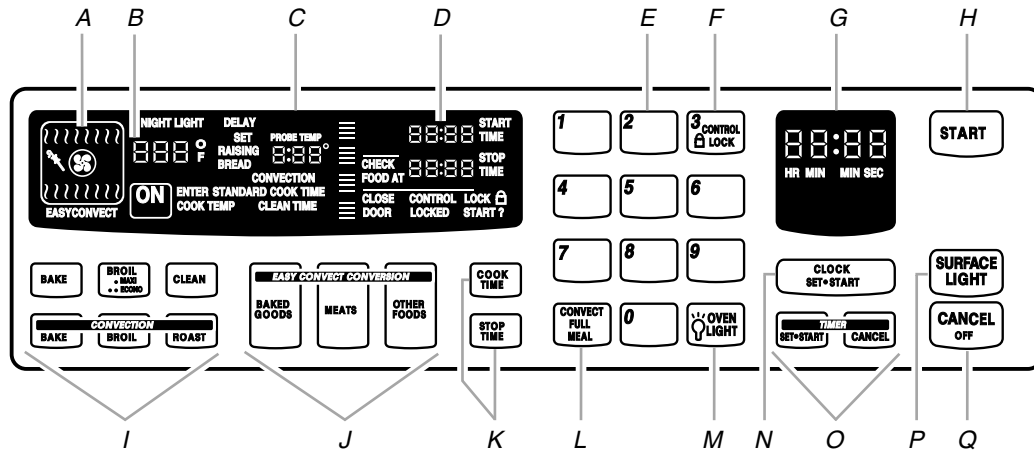 A B C D E F G H
NIGHT LIGHT
888 °F
ON
EASYCONVECT
DELAY
SET
RAISING
BREAD
PROBE TEMP
8:88°
CONVECTION
ENTER STANDARD COOK TIME
COOK TEMP CLEAN TIME
88:88 START TIME
CHECK
FOOD AT
88:88 STOP TIME
CLOSE CONTROL LOCK
DOOR LOCKED START ?
1
2
3 CONTROL
LOCK
4
5
6
7
8
9
CONVECT
FULL
MEAL
0
OVEN
LIGHT
88:88
HR MIN MIN SEC
START
BAKE
BROIL
• MAXI
•• ECONO
CLEAN
CONVECTION
BAKE
BROIL
ROAST
EASY CONVECT CONVERSION
BAKED
GOODS
MEATS
OTHER
FOODS
COOK
TIME
STOP
TIME
CLOCK
SET•START
TIMER
SET•START
CANCEL
SURFACE
LIGHT
CANCEL
OFF
I J K L M N O P Q